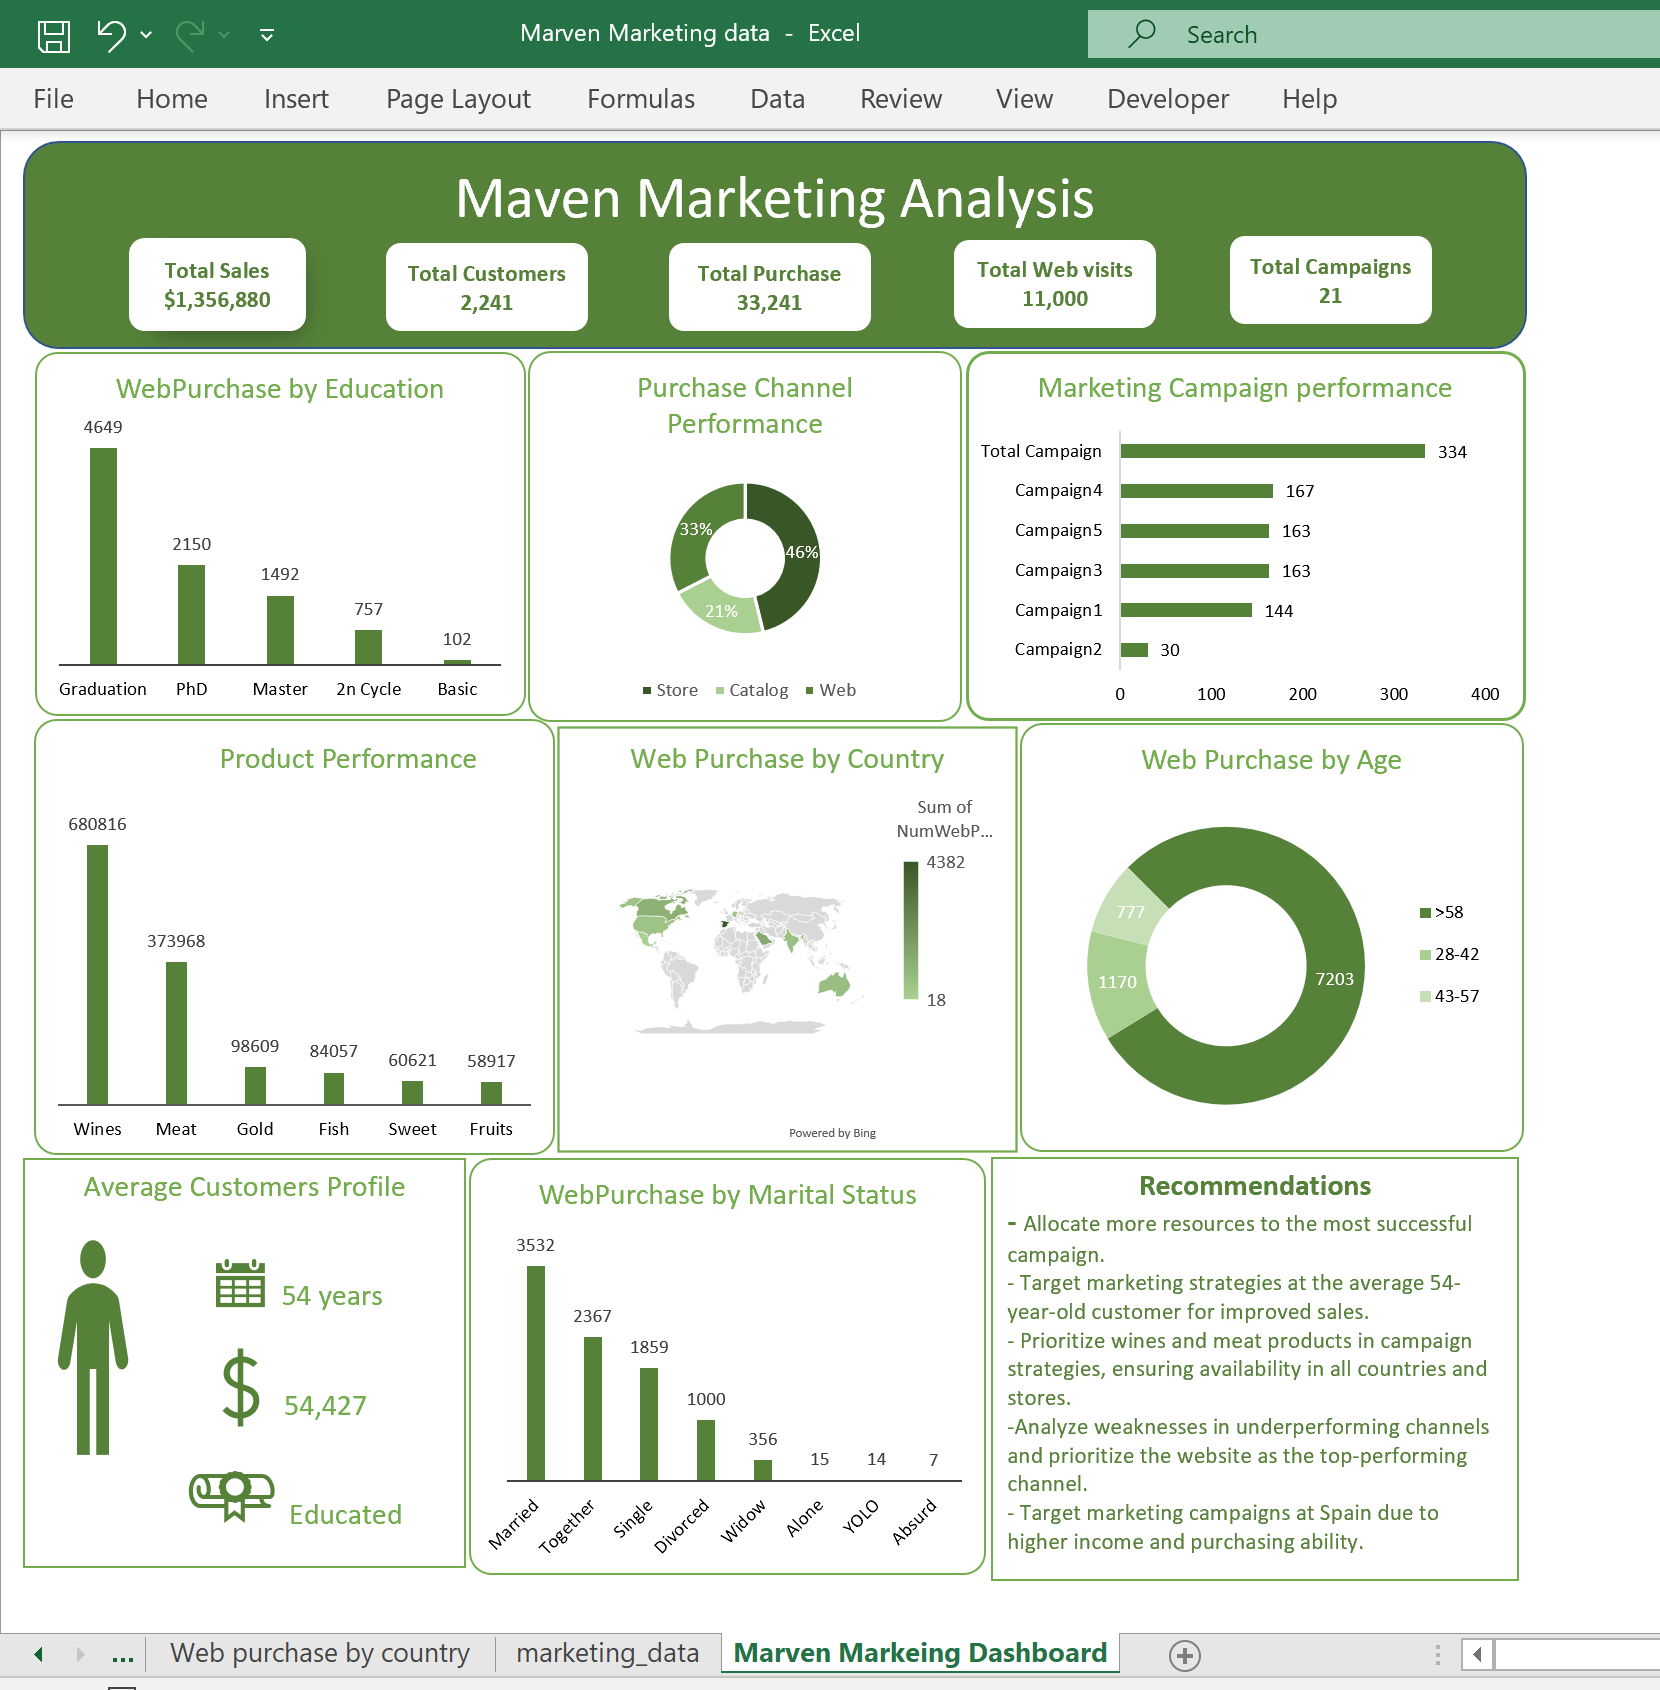 Marven Marketing data - Excel
Search
File Home Insert Page Layout Formulas Data Review View Developer Help
Maven Marketing Analysis
Total Sales
$1,356,880
Total Customers
2,241
Total Purchase
33,241
Total Web visits
11,000
Total Campaigns
21
WebPurchase by Education
4649
2150
1492
757
102
Graduation PhD Master 2n Cycle Basic
Purchase Channel
Performance
33%
46%
21%
Store Catalog Web
Marketing Campaign performance
Total Campaign 334
Campaign4 167
Campaign5 163
Campaign3 163
Campaign1 144
Campaign2 30
0 100 200 300 400
Product Performance
680816
373968
98609
84057
60621
58917
Wines Meat Gold Fish Sweet Fruits
Web Purchase by Country
Sum of
NumWebP...
4382
18
Powered by Bing
Web Purchase by Age
777
1170
7203
>58
28-42
43-57
Average Customers Profile
54 years
$ 54,427
Educated
WebPurchase by Marital Status
3532
2367
1859
1000
356
15
14
7
Married Together Single Divorced Widow Alone YOLO Absurd
Recommendations
- Allocate more resources to the most successful
campaign.
- Target marketing strategies at the average 54-
year-old customer for improved sales.
- Prioritize wines and meat products in campaign
strategies, ensuring availability in all countries and
stores.
-Analyze weaknesses in underperforming channels
and prioritize the website as the top-performing
channel.
- Target marketing campaigns at Spain due to
higher income and purchasing ability.
... Web purchase by country marketing_data Marven Markeing Dashboard